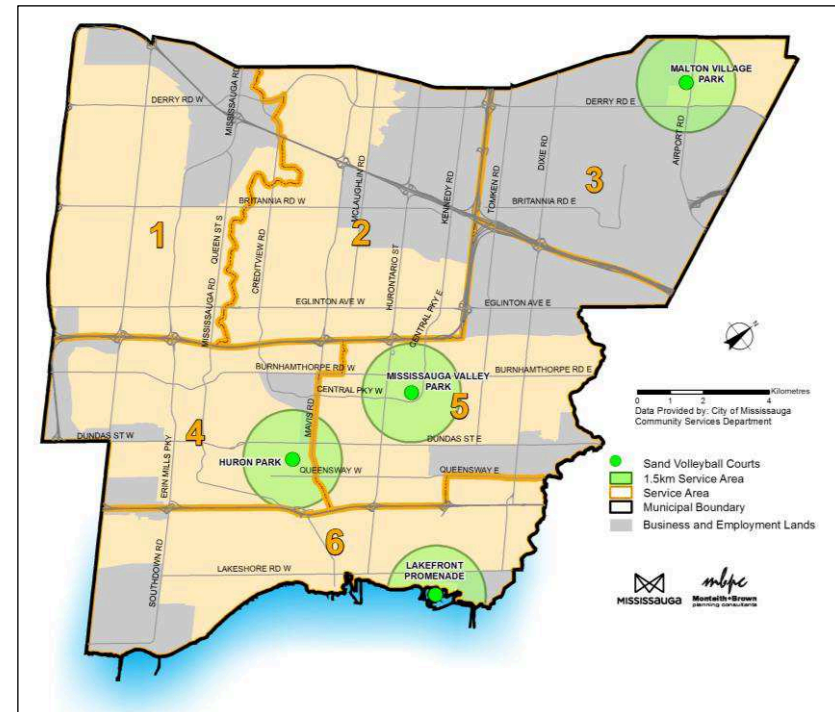 MALTON VILLAGE
PARK
DERRY RD W
MISSISSAUGA RD
DERRY RD E
AIRPORT RD
DIXIE RD
TOMKEN RD
KENNEDY RD
MCLAUGHLIN RD
3
BRITANNIA RD W
BRITANNIA RD E
1
QUEEN ST S
2
CREDITVIEW RD
HURONTARIO ST
MISSISSAUGA RD
EGLINTON AVE W
CENTRAL PKY E
EGLINTON AVE E
N
BURNHAMTHORPE RD W
BURNHAMTHORPE RD E
MISSISSAUGA VALLEY
PARK
CENTRAL PKY W
5
MAVIS RD
0 1 2 4
Kilometres
Data Provided by: City of Mississauga
Community Services Department
4
DUNDAS ST W
DUNDAS ST E
HURON PARK
QUEENSWAY W
QUEENSWAY E
ERIN MILLS PKY
Sand Volleyball Courts
1.5km Service Area
Service Area
Municipal Boundary
Business and Employment Lands
6
SOUTHDOWN RD
LAKESHORE RD W
LAKEFRONT
PROMENADE
MISSISSAUGA
mbpc
Monteith•Brown
planning consultants